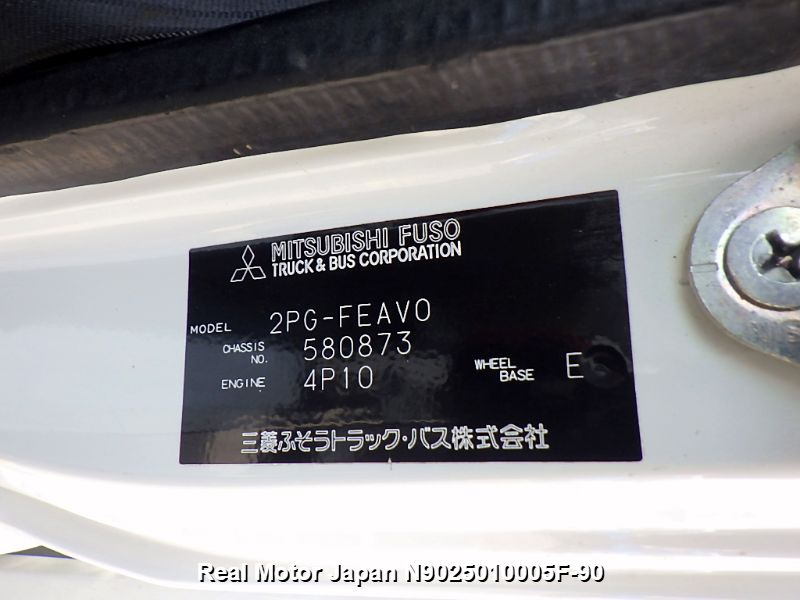 MITSUBISHI FUSO
TRUCK & BUS CORPORATION
MODEL 2PG-FEAV0
CHASSIS NO. 580873
ENGINE 4P10 WHEEL BASE E
三菱ふそうトラック・バス株式会社
Real Motor Japan N9025010005F-90